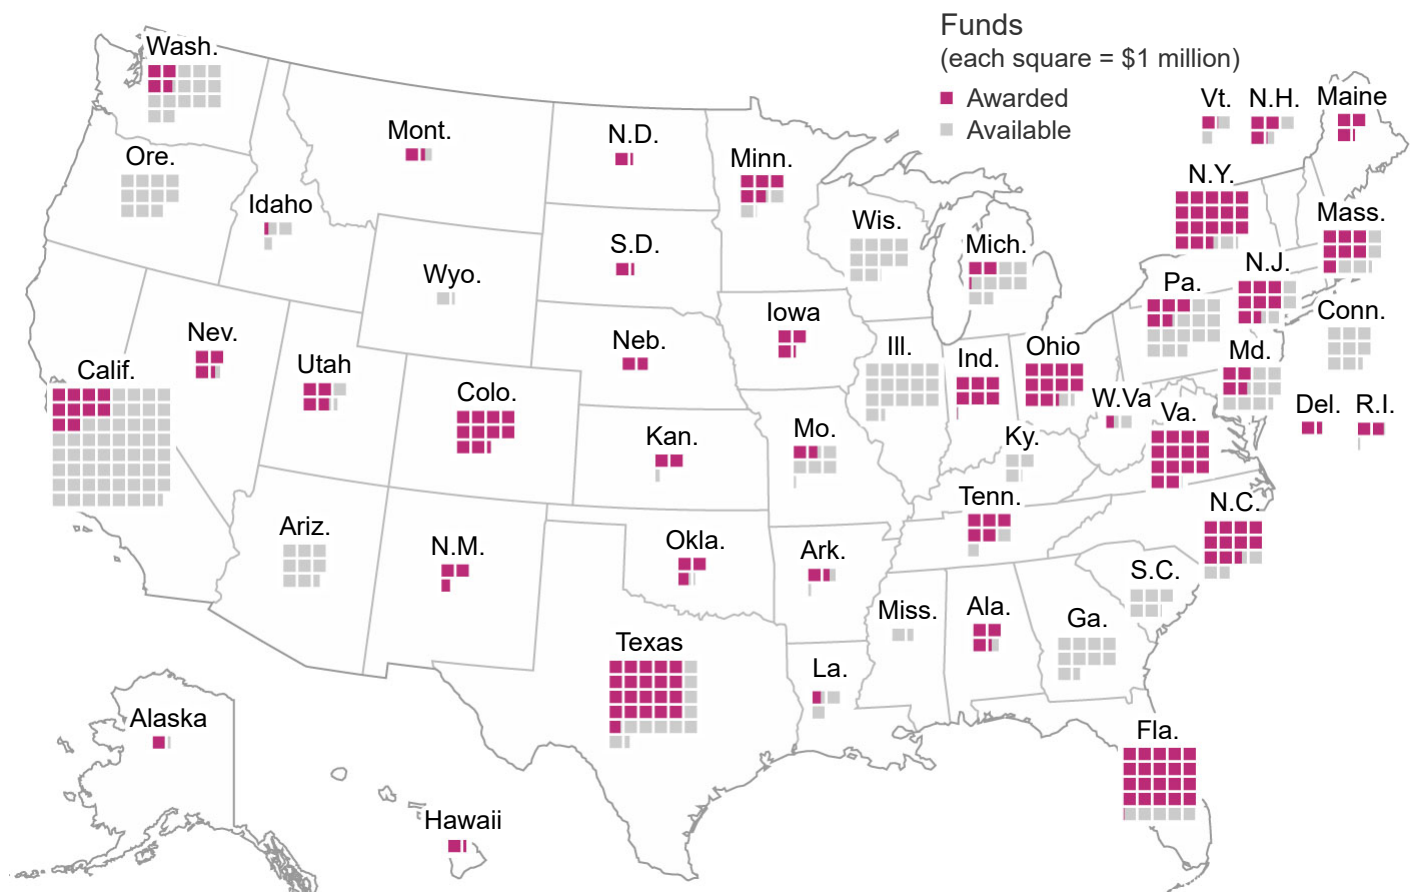 Funds
(each square = $1 million)
Awarded
Available
Wash.
Vt.
N.H.
Maine
Mont.
N.D.
Ore.
Minn.
N.Y.
Idaho
Wis.
Mass.
S.D.
Mich.
N.J.
Wyo.
Pa.
Iowa
Conn.
Nev.
Neb.
Ill.
Ind.
Ohio
Md.
Calif.
Utah
Colo.
W.Va
Va.
Del.
R.I.
Kan.
Mo.
Ky.
Tenn.
N.C.
Ariz.
N.M.
Okla.
Ark.
S.C.
Miss.
Ala.
Ga.
Texas
La.
Alaska
Fla.
Hawaii